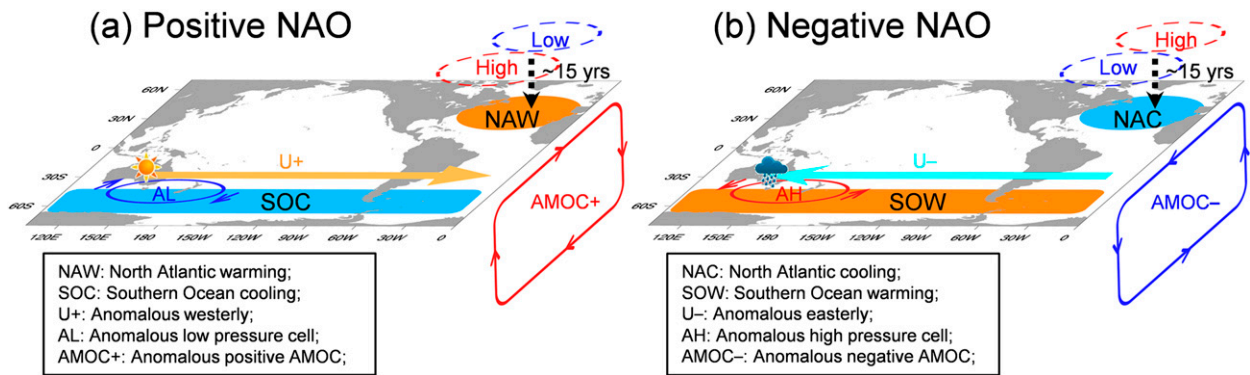 (a) Positive NAO
Low
High
~15 yrs
NAW
60N
30N
0
30S
60S
U+
AL
SOC
AMOC+
120E
150E
180
150W
120W
90W
60W
30W
0
NAW: North Atlantic warming;
SOC: Southern Ocean cooling;
U+: Anomalous westerly;
AL: Anomalous low pressure cell;
AMOC+: Anomalous positive AMOC;
(b) Negative NAO
High
Low
~15 yrs
NAC
60N
30N
0
30S
60S
U–
AH
SOW
AMOC–
120E
150E
180
150W
120W
90W
60W
30W
0
NAC: North Atlantic cooling;
SOW: Southern Ocean warming;
U–: Anomalous easterly;
AH: Anomalous high pressure cell;
AMOC–: Anomalous negative AMOC;